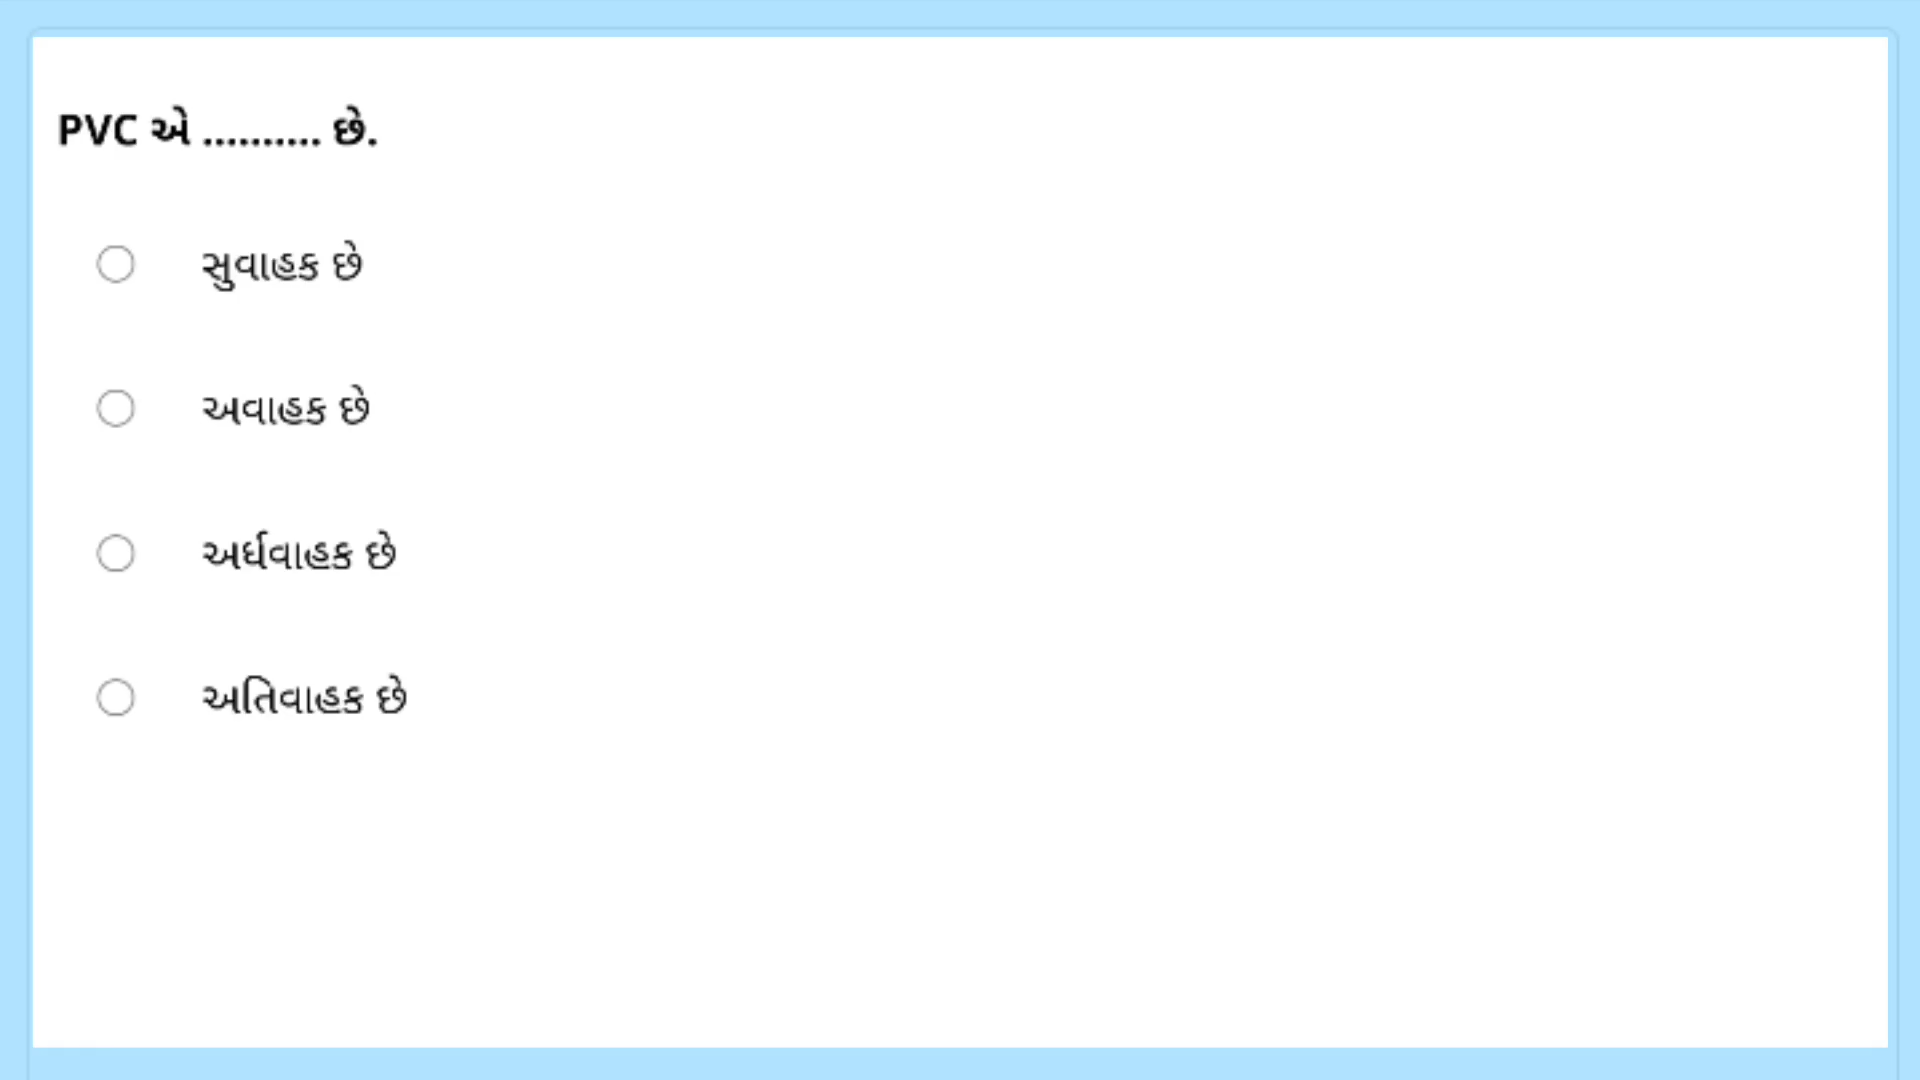 PVC એ .......... છે.
સુવાહક છે
અવાહક છે
અર્ધવાહક છે
અતિવાહક છે